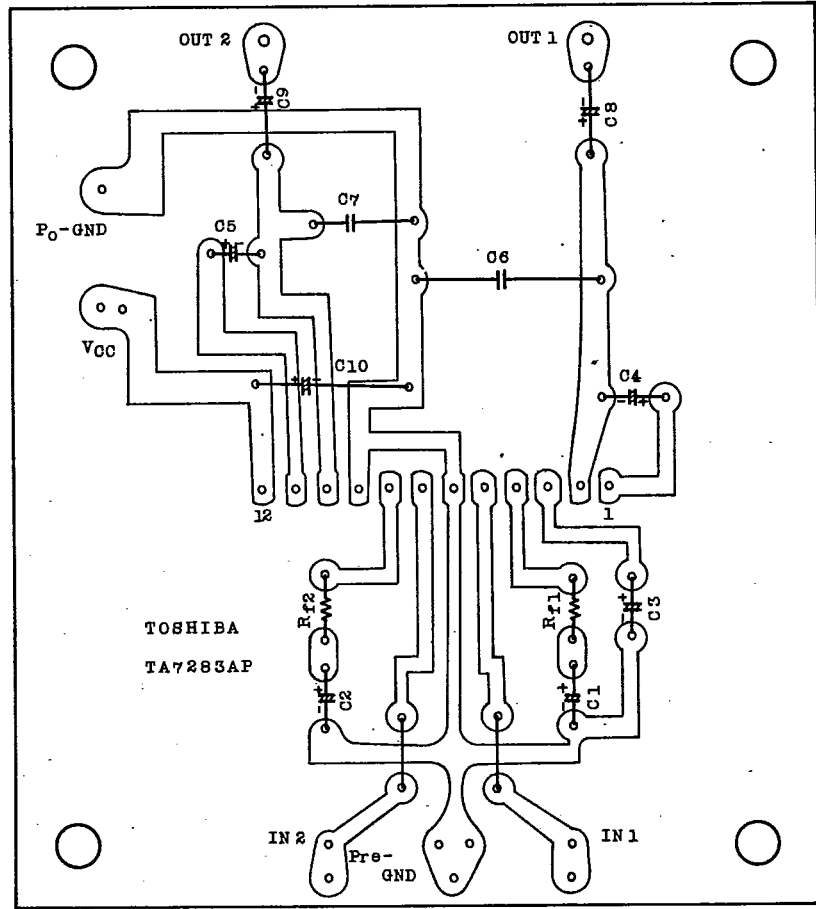 OUT 2
OUT 1
C9
C8
C7
P₀-GND
C5
C6
VCC
C10
C4
12
1
Rf2
Rf1
C3
TOSHIBA
TA7283AP
C2
C1
IN 2
Pre-
GND
IN 1